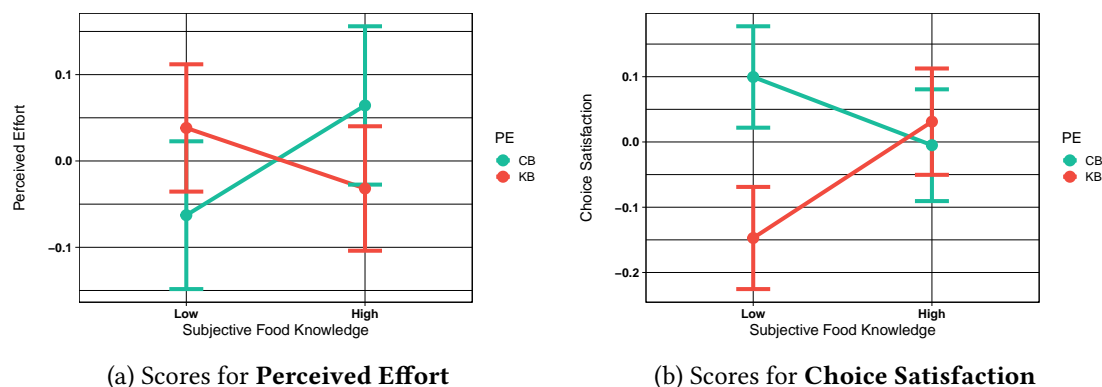 Perceived Effort
0.1
0.0
−0.1
Low
High
Subjective Food Knowledge
PE
CB
KB
(a) Scores for Perceived Effort
Choice Satisfaction
0.1
0.0
−0.1
−0.2
Low
High
Subjective Food Knowledge
PE
CB
KB
(b) Scores for Choice Satisfaction